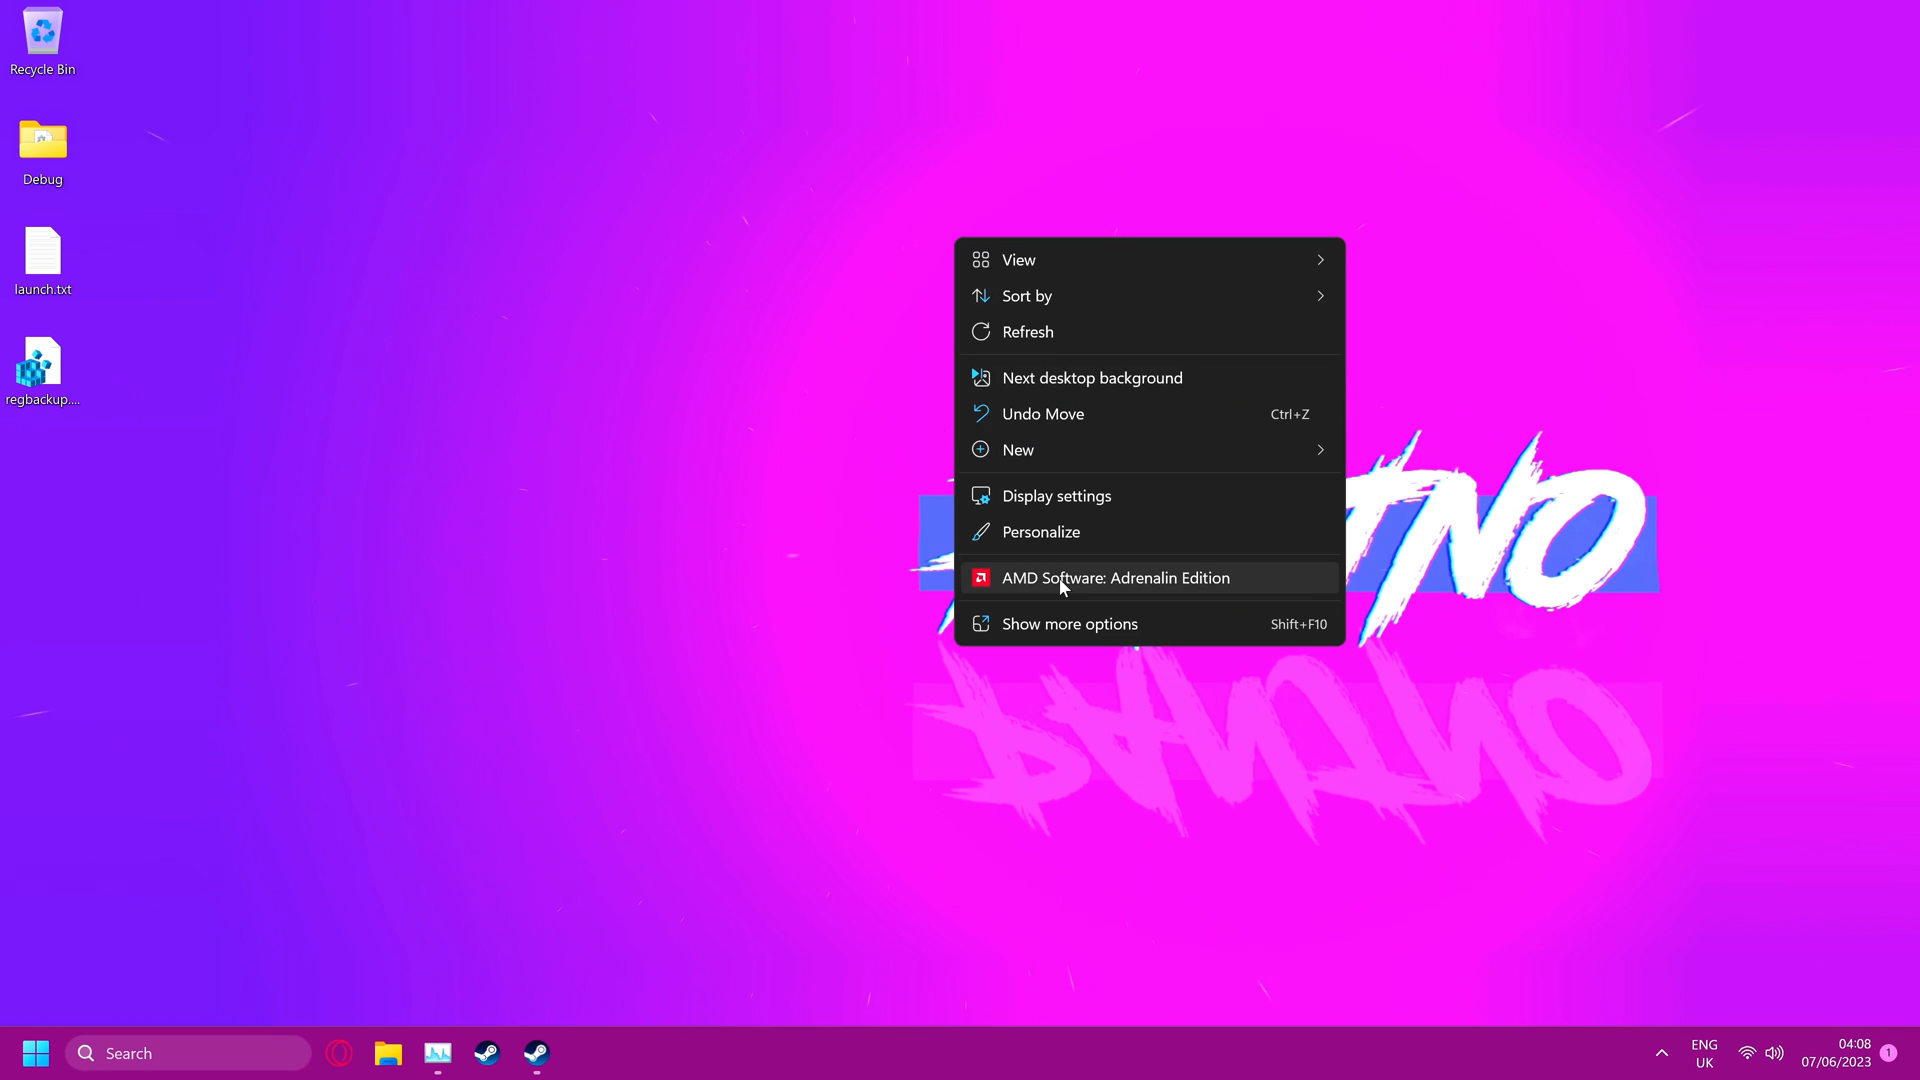 Recycle Bin
Debug
launch.txt
regbackup....
View
Sort by
Refresh
Next desktop background
Undo Move Ctrl+Z
New
Display settings
Personalize
AMD Software: Adrenalin Edition
Show more options Shift+F10
Search
ENG
UK
04:08
07/06/2023
1